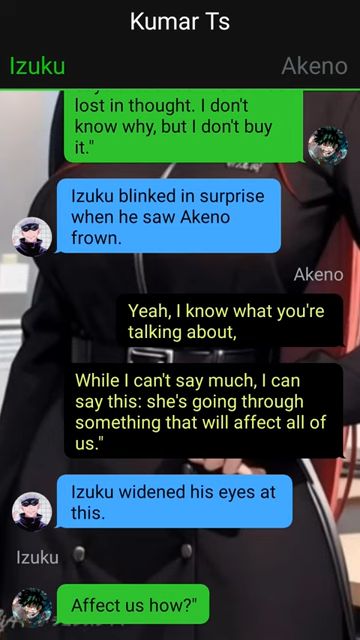 Kumar Ts
Izuku
Akeno
lost in thought. I don't
know why, but I don't buy
it."
Izuku blinked in surprise
when he saw Akeno
frown.
Akeno
Yeah, I know what you're
talking about,
While I can't say much, I can
say this: she's going through
something that will affect all of
us."
Izuku widened his eyes at
this.
Izuku
Affect us how?"